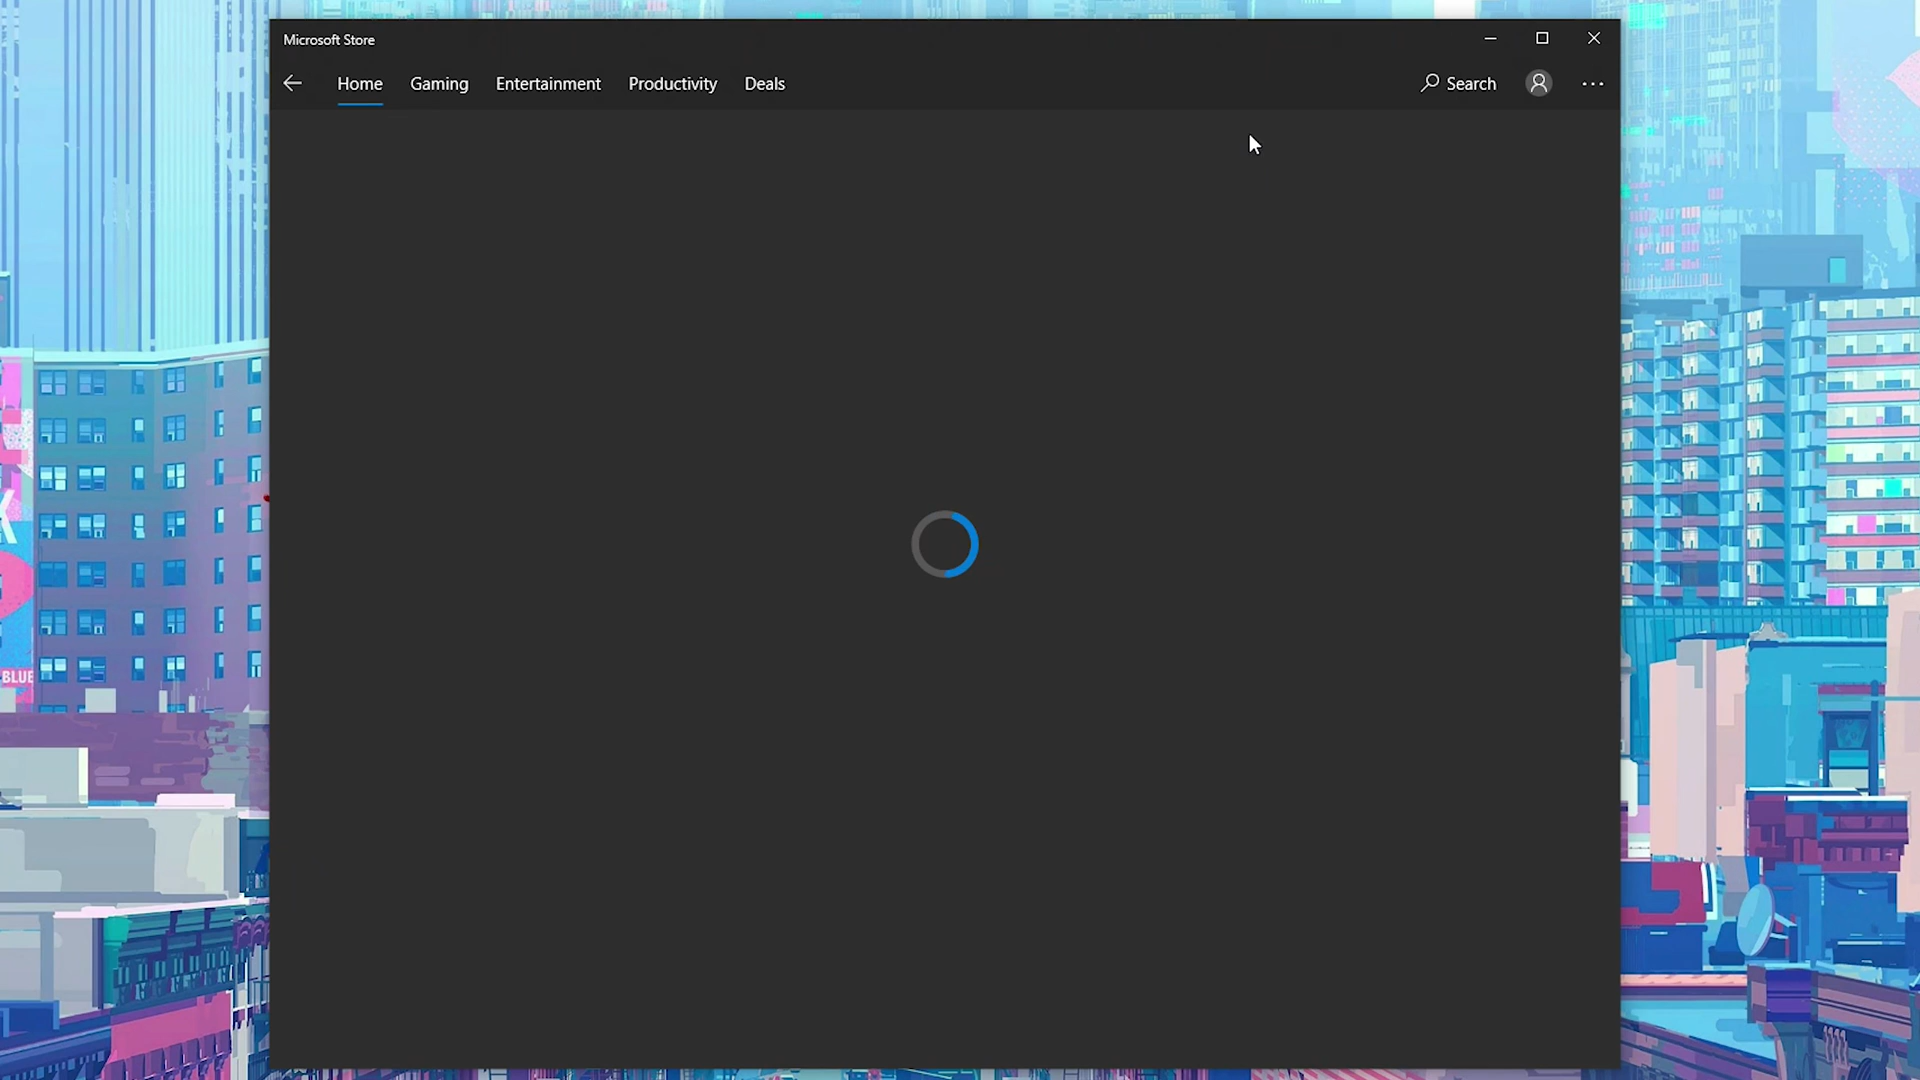 Microsoft Store
Home Gaming Entertainment Productivity Deals Search
BLUE